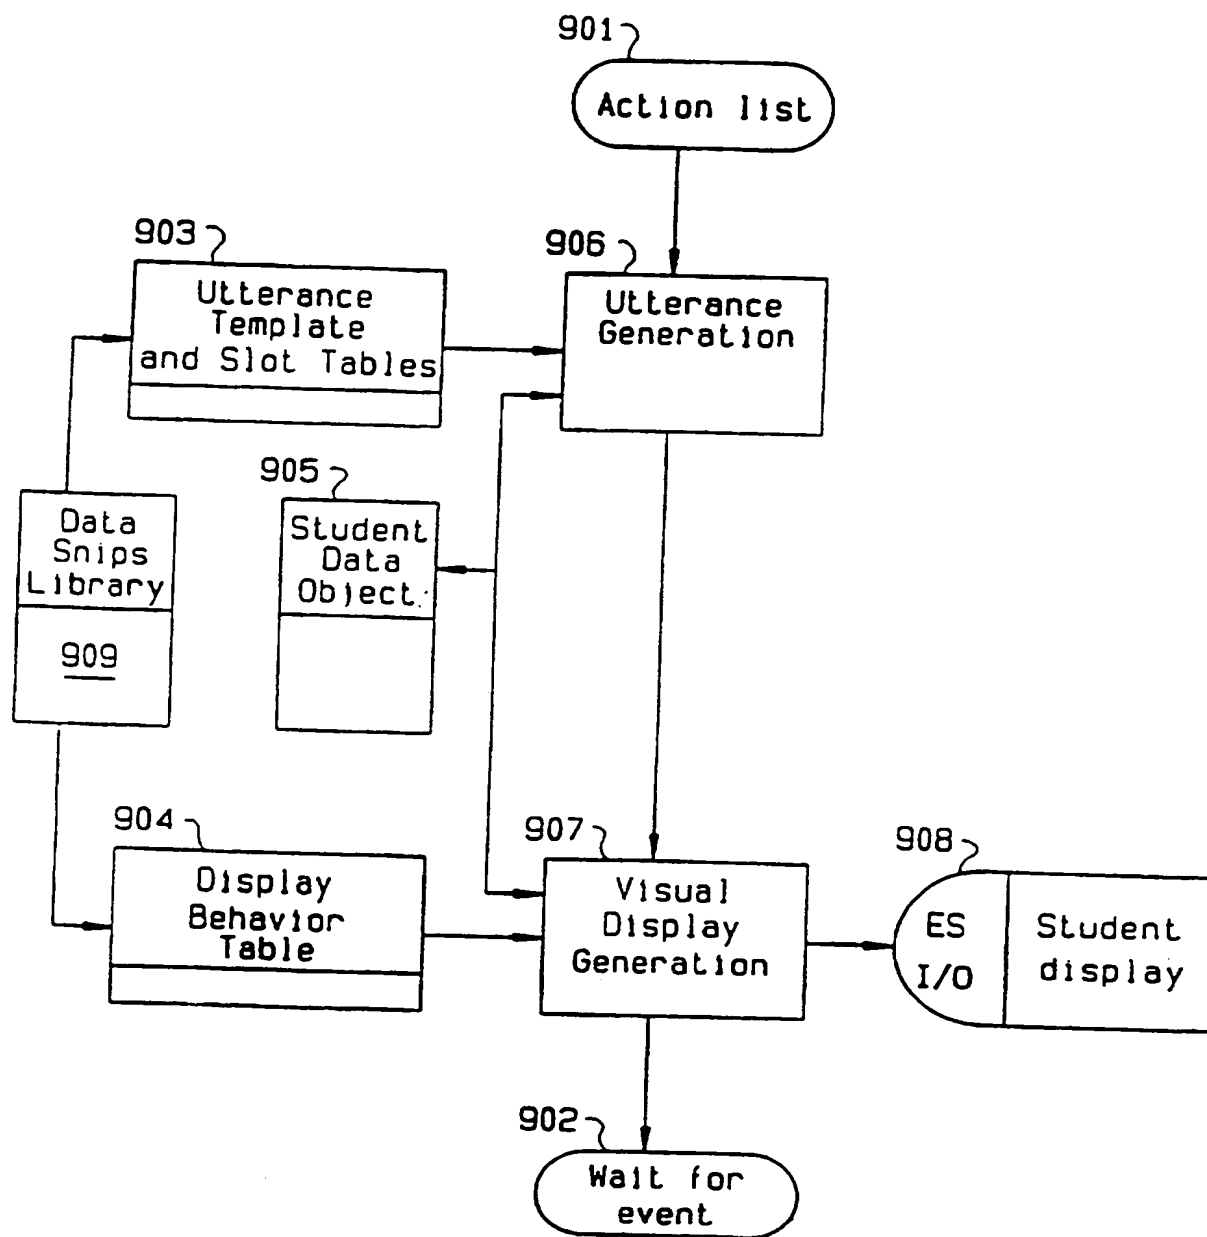 901
Action list
903
Utterance
Template
and Slot Tables
906
Utterance
Generation
905
Student
Data
Object
Data
Snips
Library
909
904
Display
Behavior
Table
907
Visual
Display
Generation
908
ES
I/O
Student
display
902
Wait for
event